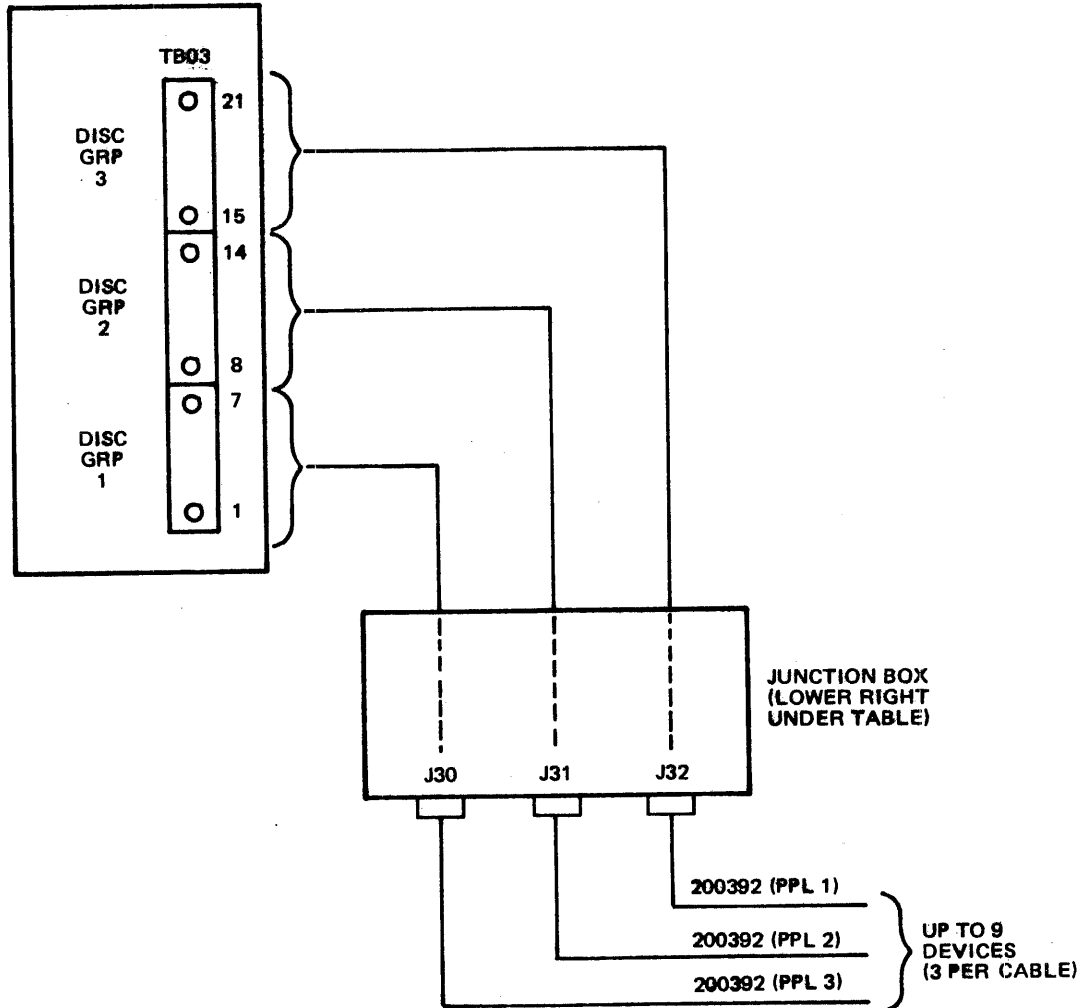 TB03
21
DISC
GRP
3
15
14
DISC
GRP
2
8
7
DISC
GRP
1
1
JUNCTION BOX
(LOWER RIGHT
UNDER TABLE)
J30 J31 J32
200392 (PPL 1)
200392 (PPL 2)
200392 (PPL 3)
UP TO 9
DEVICES
(3 PER CABLE)